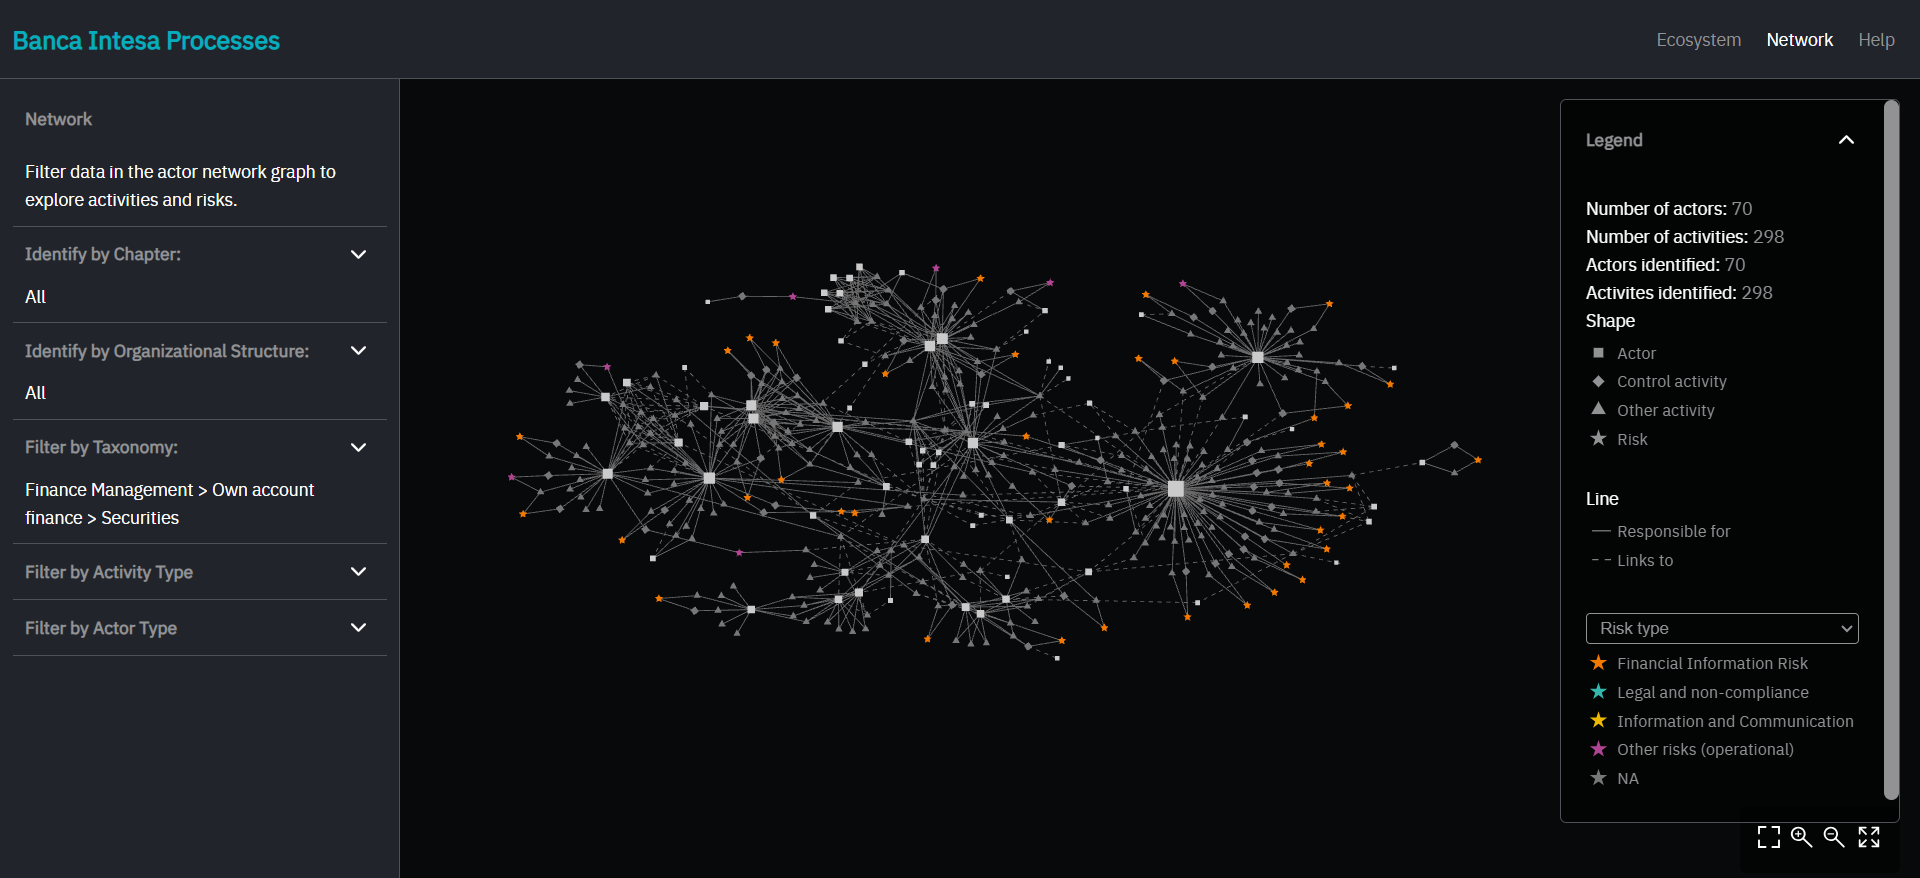 Banca Intesa Processes
Ecosystem Network Help
Network
Filter data in the actor network graph to
explore activities and risks.
Identify by Chapter:
All
Identify by Organizational Structure:
All
Filter by Taxonomy:
Finance Management > Own account
finance > Securities
Filter by Activity Type
Filter by Actor Type
Legend
Number of actors: 70
Number of activities: 298
Actors identified: 70
Activites identified: 298
Shape
Actor
Control activity
Other activity
Risk
Line
Responsible for
Links to
Risk type
Financial Information Risk
Legal and non-compliance
Information and Communication
Other risks (operational)
NA